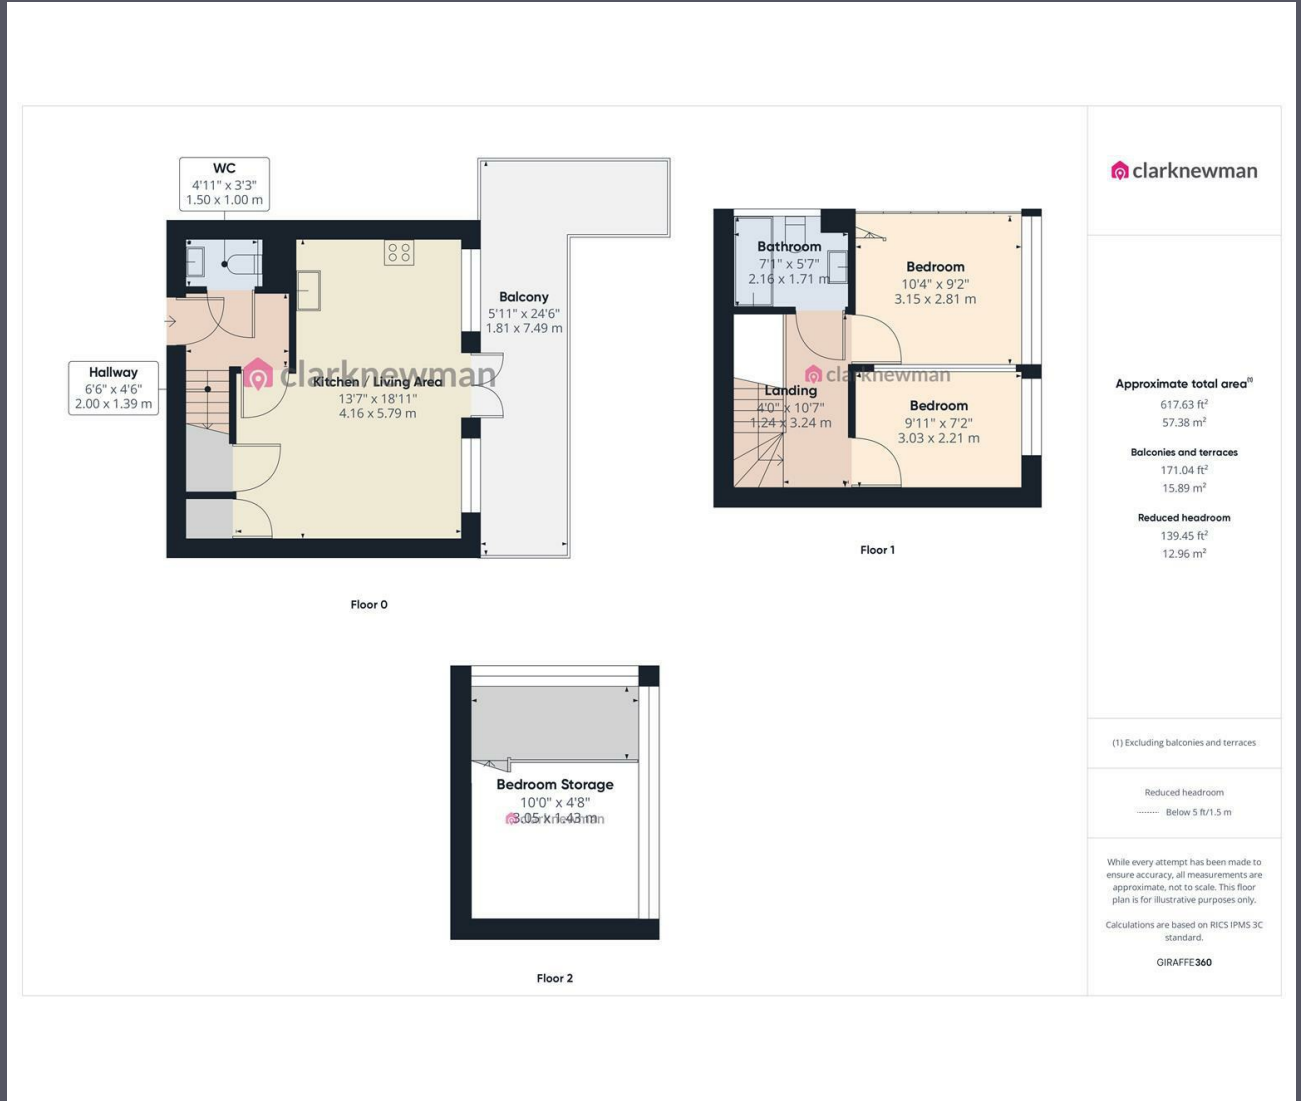 WC
4'11" x 3'3"
1.50 x 1.00 m
Hallway
6'6" x 4'6"
2.00 x 1.39 m
clarknewman
Kitchen / Living Area
13'7" x 18'11"
4.16 x 5.79 m
Balcony
5'11" x 24'6"
1.81 x 7.49 m
Floor 0
Bathroom
7'1" x 5'7"
2.16 x 1.71 m
Bedroom
10'4" x 9'2"
3.15 x 2.81 m
clarknewman
Landing
4'0" x 10'7"
1.24 x 3.24 m
Bedroom
9'11" x 7'2"
3.03 x 2.21 m
Floor 1
Bedroom Storage
10'0" x 4'8"
3.05 x 1.43 m
clarknewman
Floor 2
clarknewman
Approximate total area(1)
617.63 ft²
57.38 m²
Balconies and terraces
171.04 ft²
15.89 m²
Reduced headroom
139.45 ft²
12.96 m²
(1) Excluding balconies and terraces
Reduced headroom
Below 5 ft/1.5 m
While every attempt has been made to
ensure accuracy, all measurements are
approximate, not to scale. This floor
plan is for illustrative purposes only.
Calculations are based on RICS IPMS 3C
standard.
GIRAFFE360